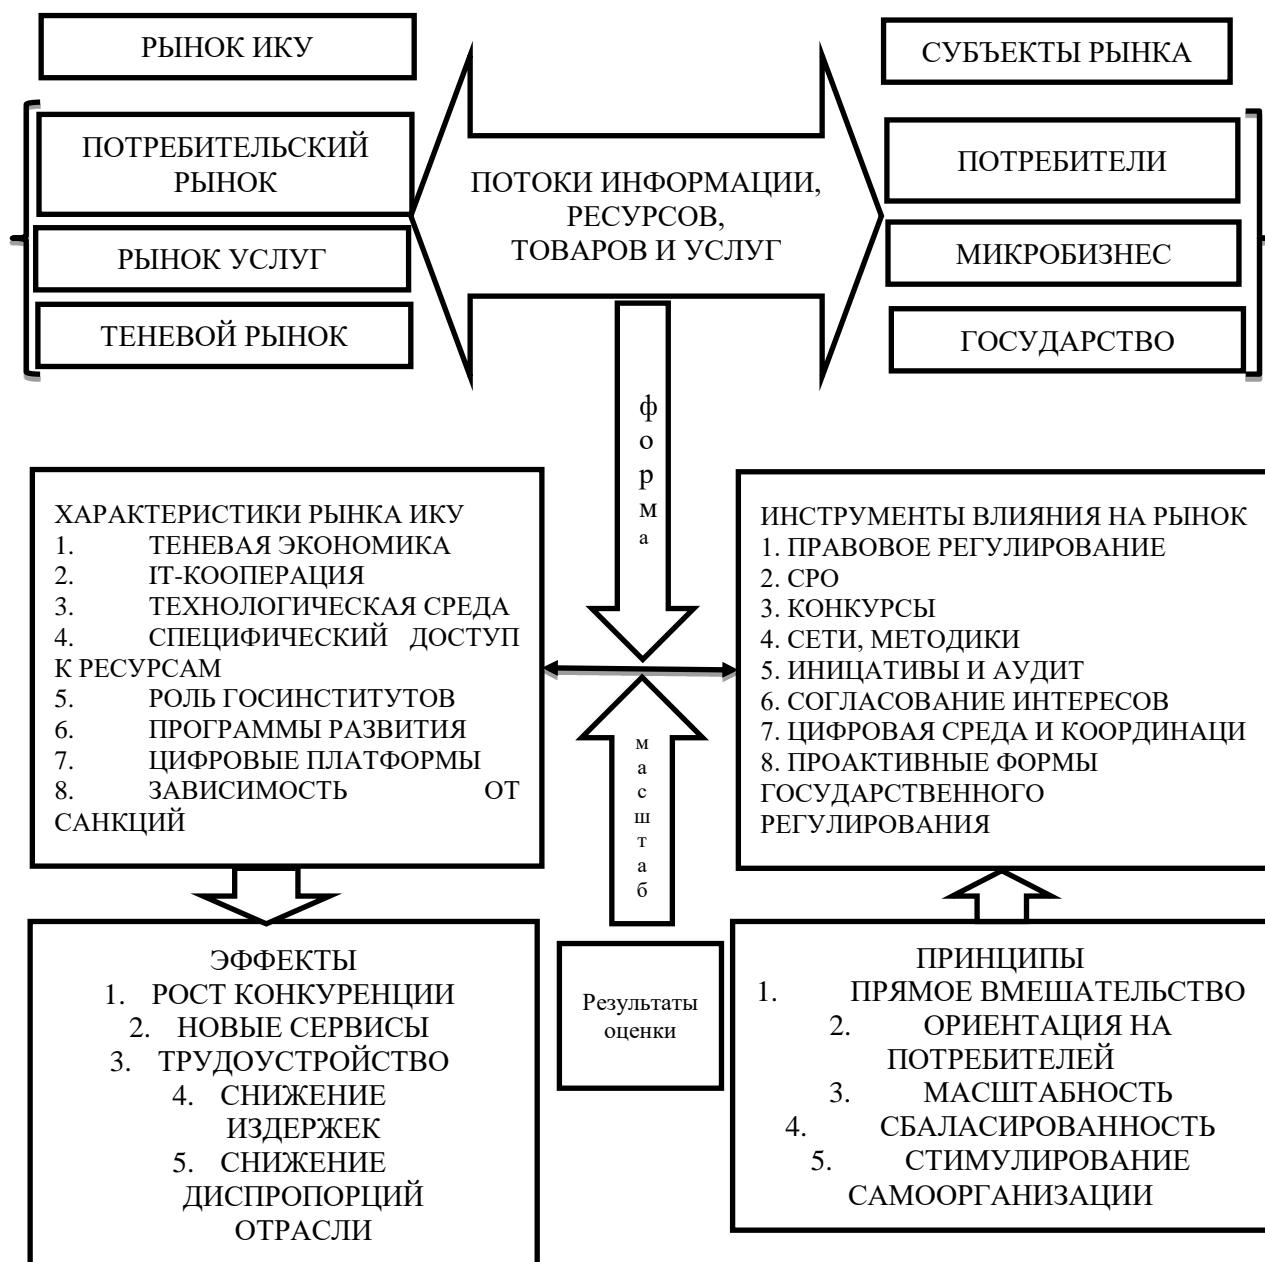 РЫНОК ИКУ
СУБЪЕКТЫ РЫНКА
ПОТРЕБИТЕЛЬСКИЙ
РЫНОК
РЫНОК УСЛУГ
ТЕНЕВОЙ РЫНОК
ПОТОКИ ИНФОРМАЦИИ,
РЕСУРСОВ,
ТОВАРОВ И УСЛУГ
ПОТРЕБИТЕЛИ
МИКРОБИЗНЕС
ГОСУДАРСТВО
ф
о
р
м
а
ХАРАКТЕРИСТИКИ РЫНКА ИКУ
1. ТЕНЕВАЯ ЭКОНОМИКА
2. IT-КООПЕРАЦИЯ
3. ТЕХНОЛОГИЧЕСКАЯ СРЕДА
4. СПЕЦИФИЧЕСКИЙ ДОСТУП
К РЕСУРСАМ
5. РОЛЬ ГОСИНСТИТУТОВ
6. ПРОГРАММЫ РАЗВИТИЯ
7. ЦИФРОВЫЕ ПЛАТФОРМЫ
8. ЗАВИСИМОСТЬ ОТ
САНКЦИЙ
ИНСТРУМЕНТЫ ВЛИЯНИЯ НА РЫНОК
1. ПРАВОВОЕ РЕГУЛИРОВАНИЕ
2. СРО
3. КОНКУРСЫ
4. СЕТИ, МЕТОДИКИ
5. ИНИЦАТИВЫ И АУДИТ
6. СОГЛАСОВАНИЕ ИНТЕРЕСОВ
7. ЦИФРОВАЯ СРЕДА И КООРДИНАЦИ
8. ПРОАКТИВНЫЕ ФОРМЫ
ГОСУДАРСТВЕННОГО
РЕГУЛИРОВАНИЯ
м
а
с
ш
т
а
б
ЭФФЕКТЫ
1. РОСТ КОНКУРЕНЦИИ
2. НОВЫЕ СЕРВИСЫ
3. ТРУДОУСТРОЙСТВО
4. СНИЖЕНИЕ
ИЗДЕРЖЕК
5. СНИЖЕНИЕ
ДИСПРОПОРЦИЙ
ОТРАСЛИ
Результаты
оценки
ПРИНЦИПЫ
1. ПРЯМОЕ ВМЕШАТЕЛЬСТВО
2. ОРИЕНТАЦИЯ НА
ПОТРЕБИТЕЛЕЙ
3. МАСШТАБНОСТЬ
4. СБАЛАСИРОВАННОСТЬ
5. СТИМУЛИРОВАНИЕ
САМООРГАНИЗАЦИИ